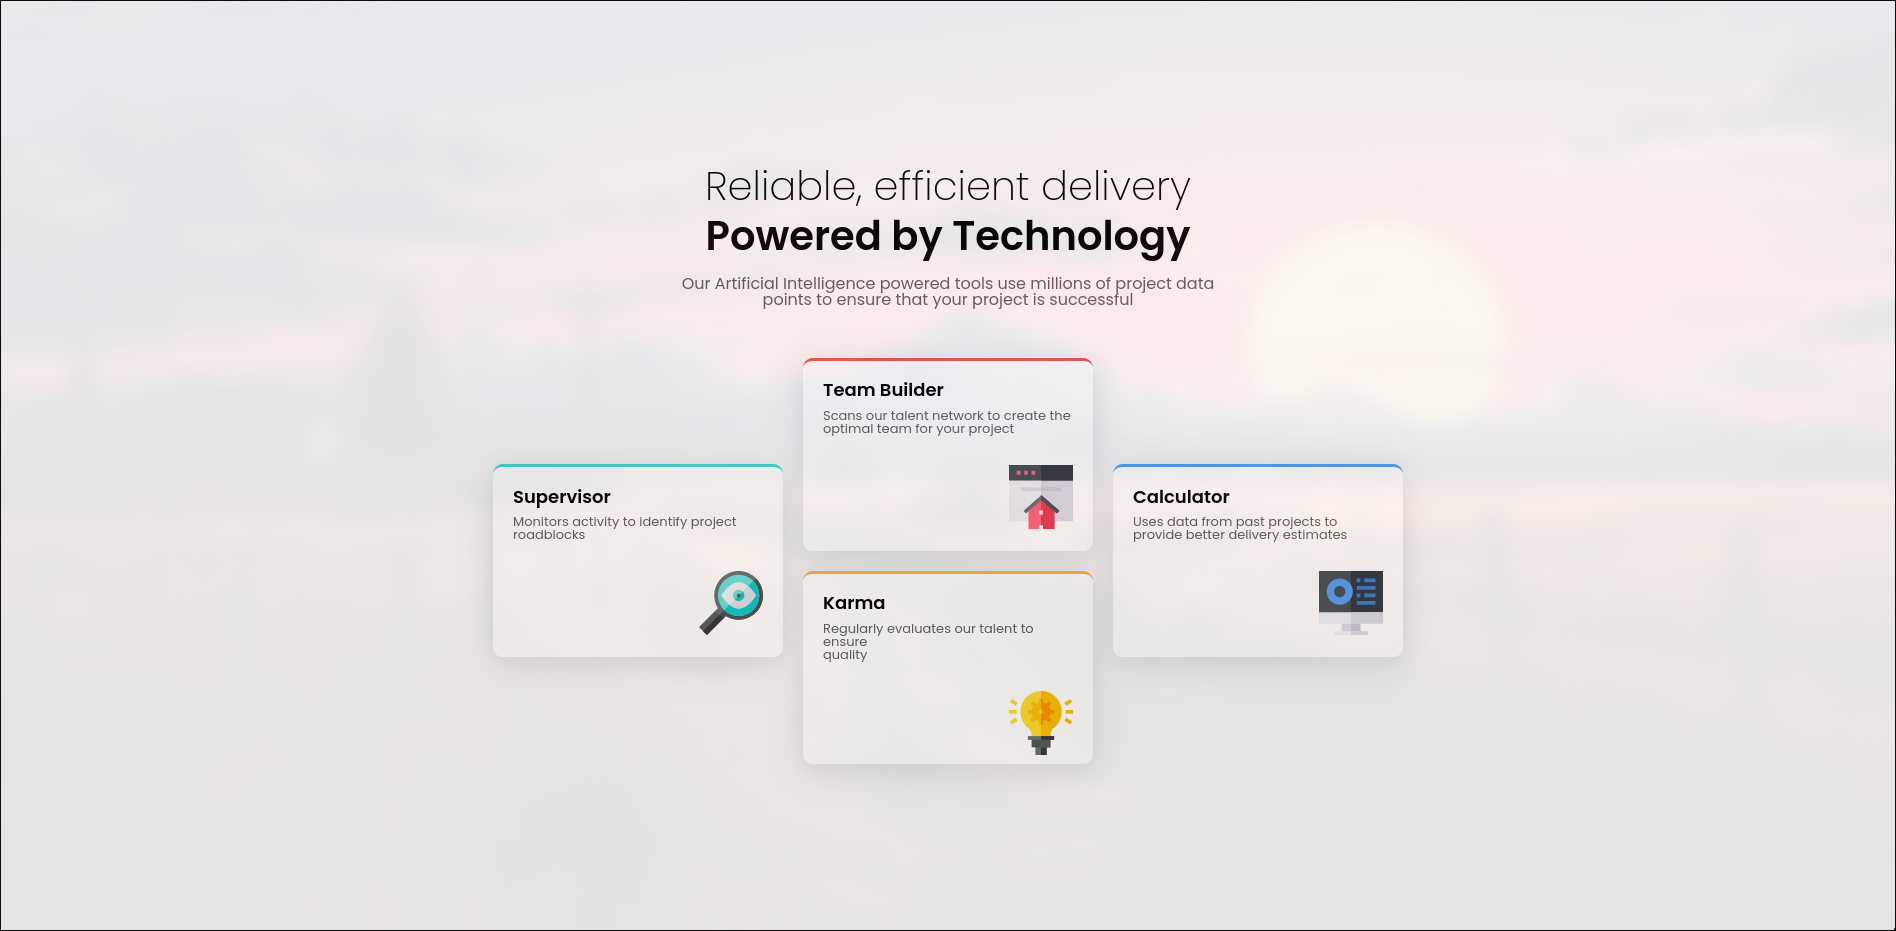 Reliable, efficient delivery
Powered by Technology
Our Artificial Intelligence powered tools use millions of project data
points to ensure that your project is successful
Team Builder
Scans our talent network to create the
optimal team for your project
Supervisor
Monitors activity to identify project
roadblocks
Calculator
Uses data from past projects to
provide better delivery estimates
Karma
Regularly evaluates our talent to
ensure
quality